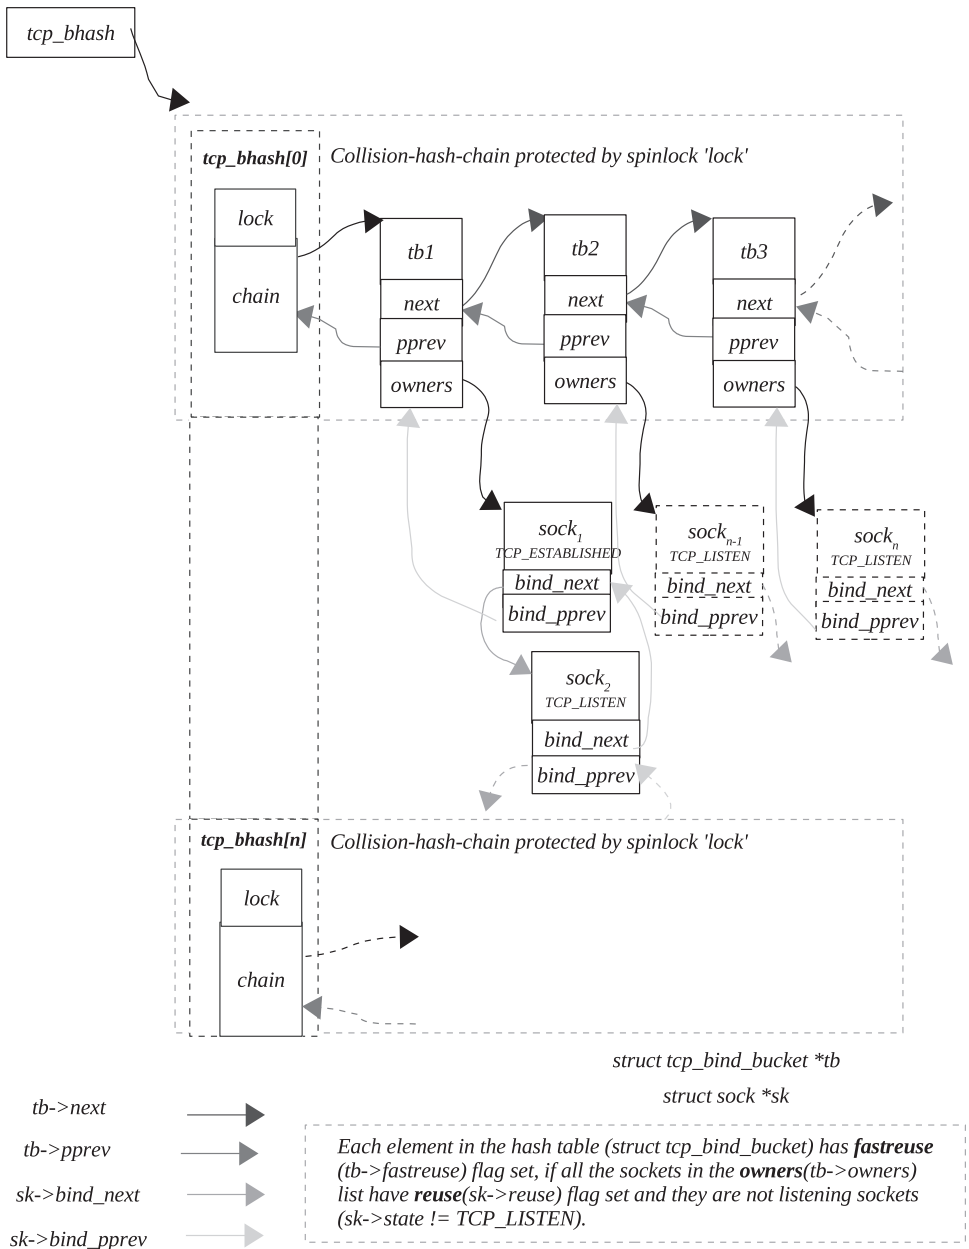 tcp_bhash
tcp_bhash[0]
Collision-hash-chain protected by spinlock 'lock'
lock
chain
tb1
next
pprev
owners
tb2
next
pprev
owners
tb3
next
pprev
owners
sock1
TCP_ESTABLISHED
bind_next
bind_pprev
sockn-1
TCP_LISTEN
bind_next
bind_pprev
sockn
TCP_LISTEN
bind_next
bind_pprev
sock2
TCP_LISTEN
bind_next
bind_pprev
tcp_bhash[n]
Collision-hash-chain protected by spinlock 'lock'
lock
chain
struct tcp_bind_bucket *tb
struct sock *sk
tb->next
tb->pprev
sk->bind_next
sk->bind_pprev
Each element in the hash table (struct tcp_bind_bucket) has fastreuse
(tb->fastreuse) flag set, if all the sockets in the owners(tb->owners)
list have reuse(sk->reuse) flag set and they are not listening sockets
(sk->state != TCP_LISTEN).